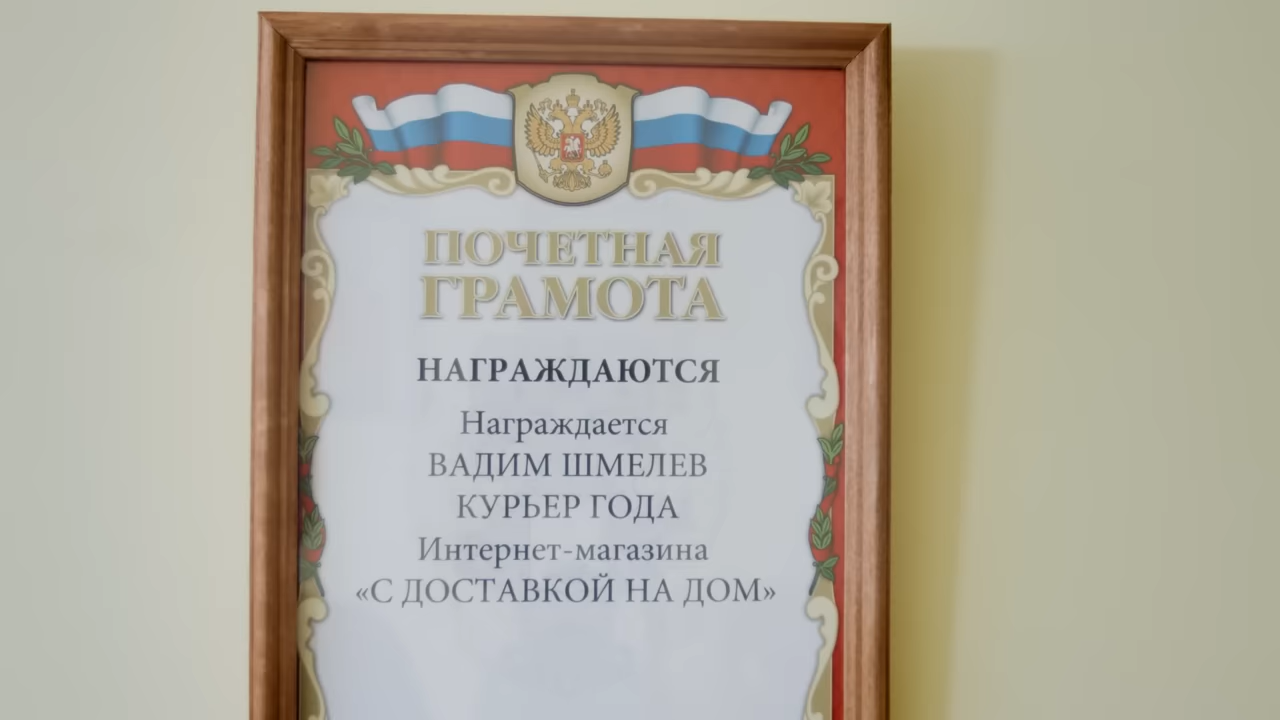 ПОЧЕТНАЯ
ГРАМОТА
НАГРАЖДАЮТСЯ
Награждается
ВАДИМ ШМЕЛЕВ
КУРЬЕР ГОДА
Интернет-магазина
«С ДОСТАВКОЙ НА ДОМ»